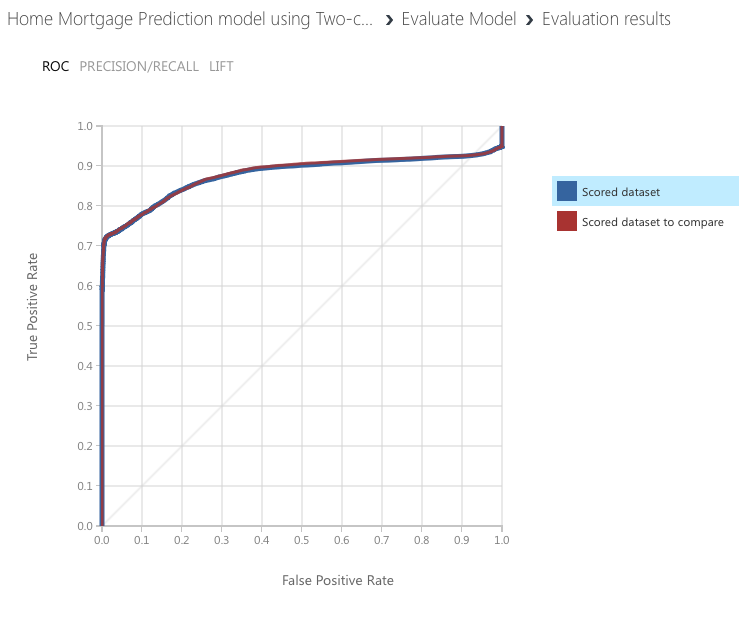 Home Mortgage Prediction model using Two-c... › Evaluate Model › Evaluation results
ROC PRECISION/RECALL LIFT
1.0
0.9
0.8
0.7
0.6
0.5
0.4
0.3
0.2
0.1
0.0
True Positive Rate
0.0 0.1 0.2 0.3 0.4 0.5 0.6 0.7 0.8 0.9 1.0
False Positive Rate
Scored dataset
Scored dataset to compare